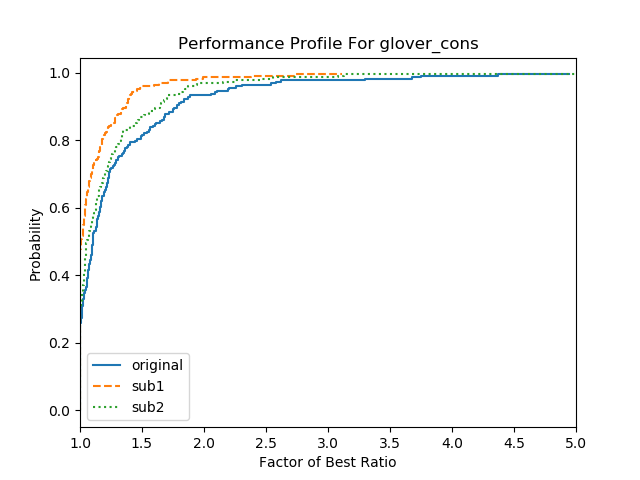 Performance Profile For glover_cons
1.0
0.8
0.6
0.4
0.2
0.0
Probability
original
sub1
sub2
1.0 1.5 2.0 2.5 3.0 3.5 4.0 4.5 5.0
Factor of Best Ratio